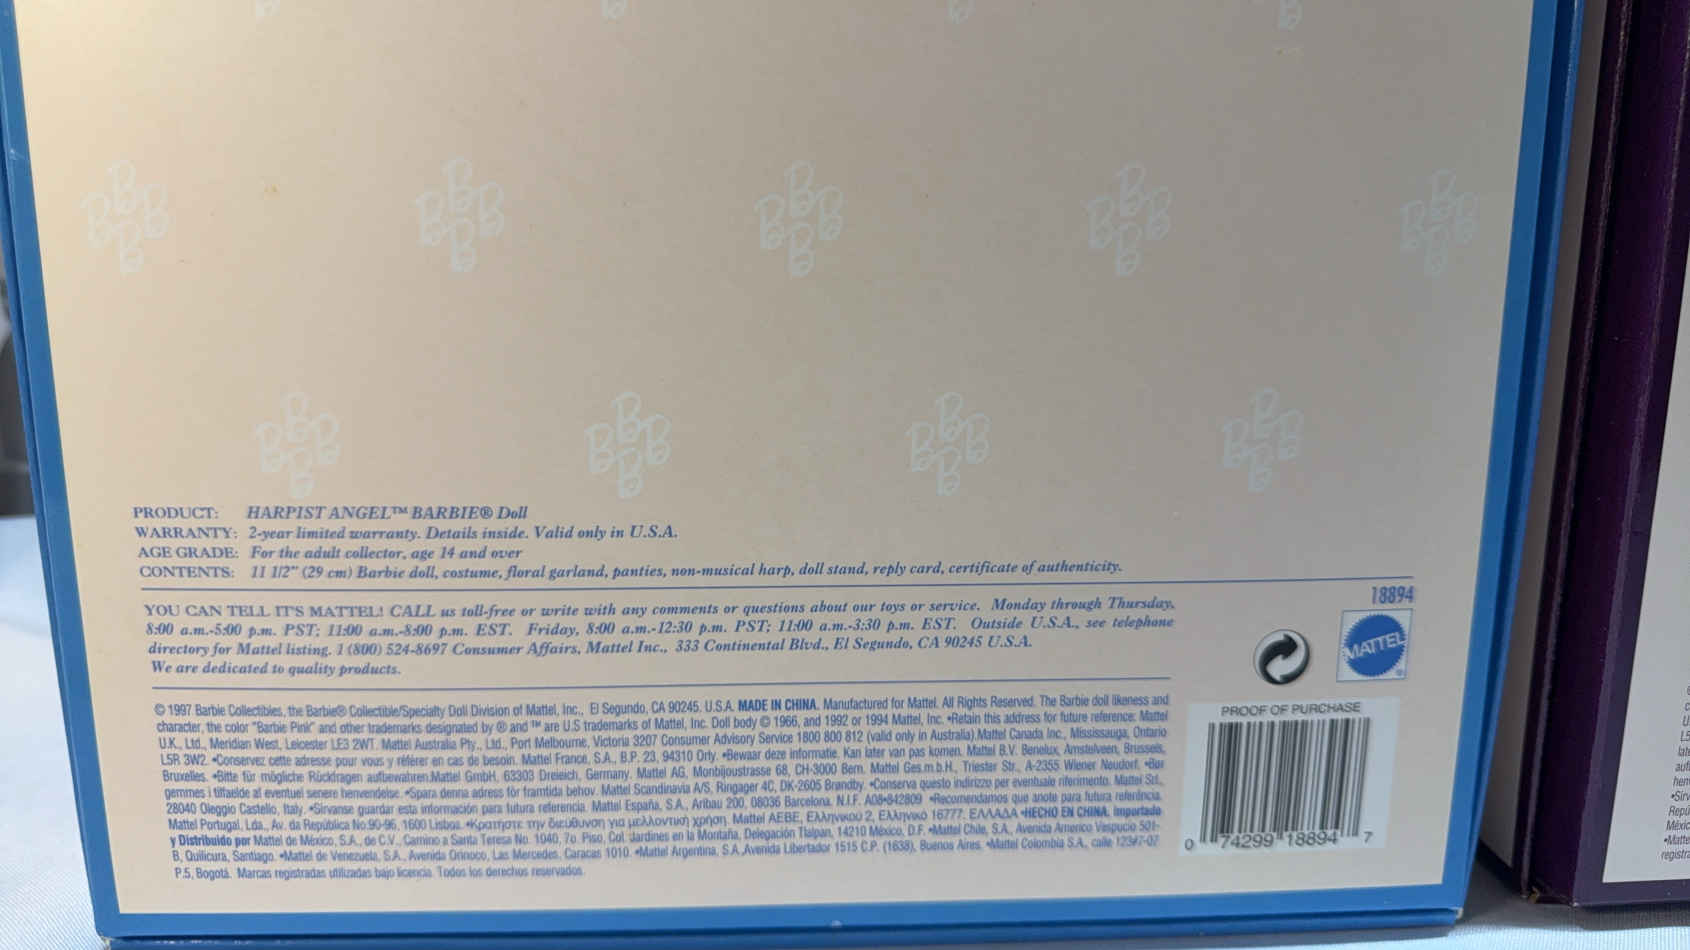 PRODUCT: HARPIST ANGEL™ BARBIE® Doll
WARRANTY: 2-year limited warranty. Details inside. Valid only in U.S.A.
AGE GRADE: For the adult collector, age 14 and over
CONTENTS: 11 1/2" (29 cm) Barbie doll, costume, floral garland, panties, non-musical harp, doll stand, reply card, certificate of authenticity.
YOU CAN TELL IT'S MATTEL! CALL us toll-free or write with any comments or questions about our toys or service. Monday through Thursday,
8:00 a.m.-5:00 p.m. PST; 11:00 a.m.-8:00 p.m. EST. Friday, 8:00 a.m.-12:30 p.m. PST; 11:00 a.m.-3:30 p.m. EST. Outside U.S.A., see telephone
directory for Mattel listing. 1 (800) 524-8697 Consumer Affairs, Mattel Inc., 333 Continental Blvd., El Segundo, CA 90245 U.S.A.
We are dedicated to quality products.
18894
MATTEL®
© 1997 Barbie Collectibles, the Barbie® Collectible/Specialty Doll Division of Mattel, Inc., El Segundo, CA 90245. U.S.A. MADE IN CHINA. Manufactured for Mattel. All Rights Reserved. The Barbie doll likeness and
character, the color "Barbie Pink" and other trademarks designated by ® and ™ are U.S trademarks of Mattel, Inc. Doll body © 1966, and 1992 or 1994 Mattel, Inc. •Retain this address for future reference: Mattel
U.K., Ltd., Meridian West, Leicester LE3 2WT. Mattel Australia Pty., Ltd., Port Melbourne, Victoria 3207 Consumer Advisory Service 1800 800 812 (valid only in Australia).Mattel Canada Inc., Mississauga, Ontario
L5R 3W2. •Conservez cette adresse pour vous y référer en cas de besoin. Mattel France, S.A., B.P. 23, 94310 Orly. •Bewaar deze informatie. Kan later van pas komen. Mattel B.V. Benelux, Amstelveen, Brussels,
Bruxelles. •Bitte für mögliche Rückfragen aufbewahren.Mattel GmbH, 63303 Dreieich, Germany. Mattel AG, Monbijoustrasse 68, CH-3000 Bern. Mattel Ges.m.b.H., Triester Str., A-2355 Wiener Neudorf. •Bør
gemmes i tilfælde af eventuel senere henvendelse. •Spara denna adress för framtida behov. Mattel Scandinavia A/S, Ringager 4C, DK-2605 Brøndby. •Conserva questo indirizzo per eventuale riferimento. Mattel Srl.,
28040 Oleggio Castello, Italy. •Sírvanse guardar esta información para futura referencia. Mattel España, S.A., Aribau 200, 08036 Barcelona. N.I.F. A08-842809 •Recomendamos que anote para futura referência.
Mattel Portugal, Lda., Av. da República No.90-96, 1600 Lisboa. •Κρατήστε την διεύθυνση για μελλοντική χρήση. Mattel AEBE, Ελληνικού 2, Ελληνικό 16777. ΕΛΛΑΔΑ •HECHO EN CHINA. Importado
y Distribuido por Mattel de México, S.A., de C.V., Camino a Santa Teresa No. 1040, 7o. Piso, Col. Jardines en la Montaña, Delegación Tlalpan, 14210 México, D.F. •Mattel Chile, S.A., Avenida Americo Vespucio 501-
B, Quilicura, Santiago. •Mattel de Venezuela, S.A., Avenida Orinoco, Las Mercedes, Caracas 1010. •Mattel Argentina, S.A.,Avenida Libertador 1515 C.P. (1638), Buenos Aires. •Mattel Colombia S.A., calle
P.5, Bogotá. Marcas registradas utilizadas bajo licencia. Todos los derechos reservados.
PROOF OF PURCHASE
0 74299 18894 7